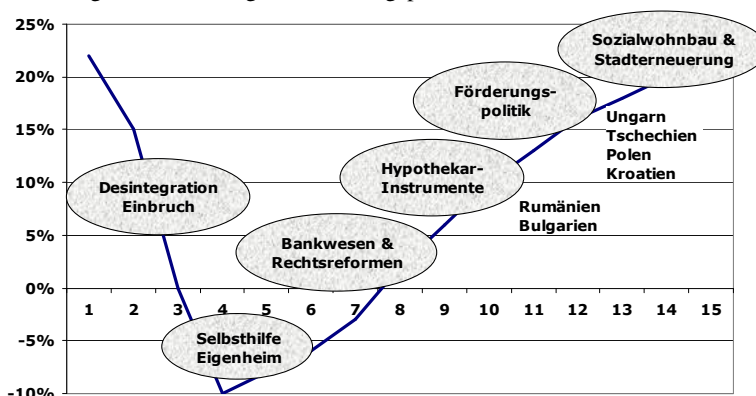 25%
20%
15%
10%
5%
0%
-5%
-10%
Sozialwohnbau &
Stadterneuerung
Förderungs-
politik
Ungarn
Tschechien
Polen
Kroatien
Hypothekar-
Instrumente
Desintegration
Einbruch
Rumänien
Bulgarien
Bankwesen &
Rechtsreformen
1 2 3 4 5 6 7 8 9 10 11 12 13 14 15
Selbsthilfe
Eigenheim